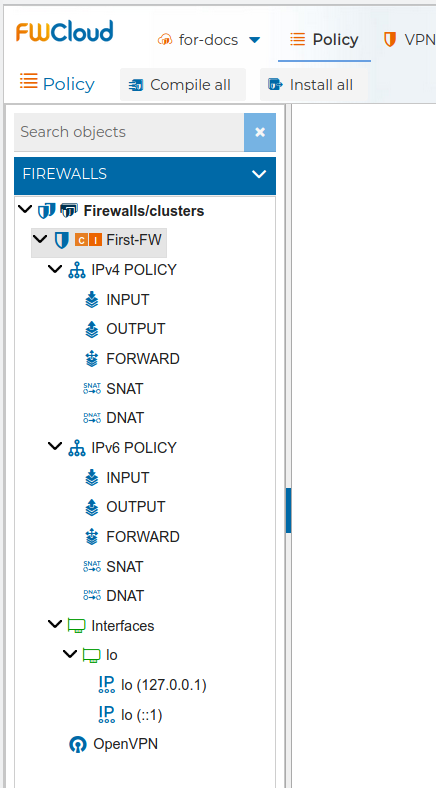 FWCloud
for-docs
Policy
VPN
Policy
Compile all
Install all
Search objects
FIREWALLS
Firewalls/clusters
C I First-FW
IPv4 POLICY
INPUT
OUTPUT
FORWARD
SNAT SNAT
DNAT DNAT
IPv6 POLICY
INPUT
OUTPUT
FORWARD
SNAT SNAT
DNAT DNAT
Interfaces
lo
IP lo (127.0.0.1)
IP lo (::1)
OpenVPN